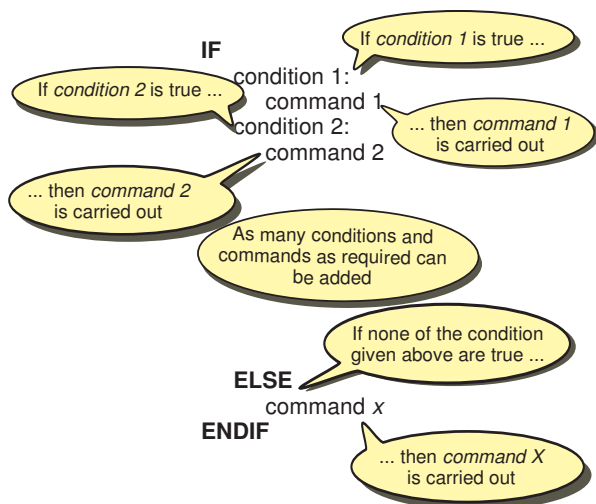 If condition 1 is true ...
IF
condition 1:
If condition 2 is true ...
command 1
condition 2:
... then command 1
is carried out
command 2
... then command 2
is carried out
As many conditions and
commands as required can
be added
If none of the condition
given above are true ...
ELSE
command x
ENDIF
... then command X
is carried out